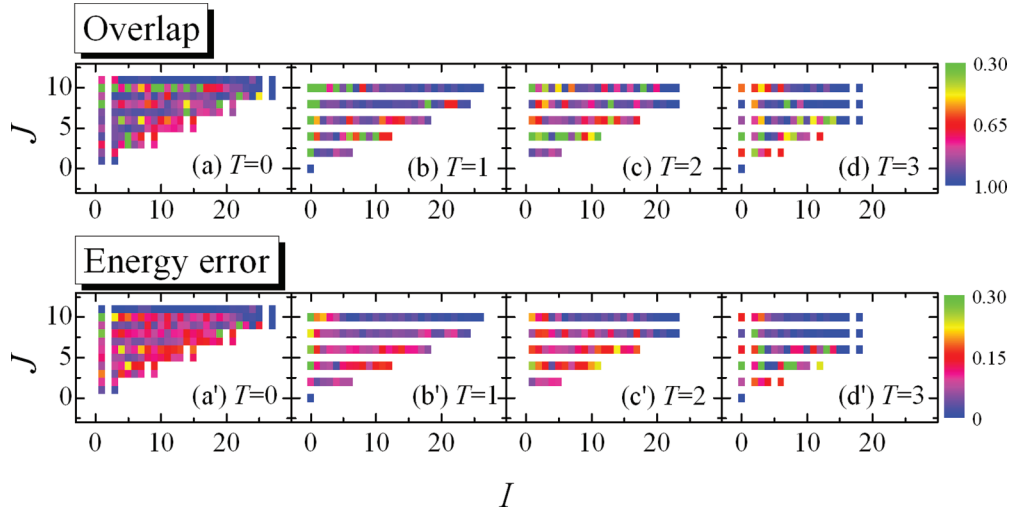 Overlap
10
5
0
J
(a) T=0
(b) T=1
(c) T=2
(d) T=3
0.30
0.65
1.00
0 10 20 0 10 20 0 10 20 0 10 20
Energy error
10
5
0
J
(a') T=0
(b') T=1
(c') T=2
(d') T=3
0.30
0.15
0
0 10 20 0 10 20 0 10 20 0 10 20
I